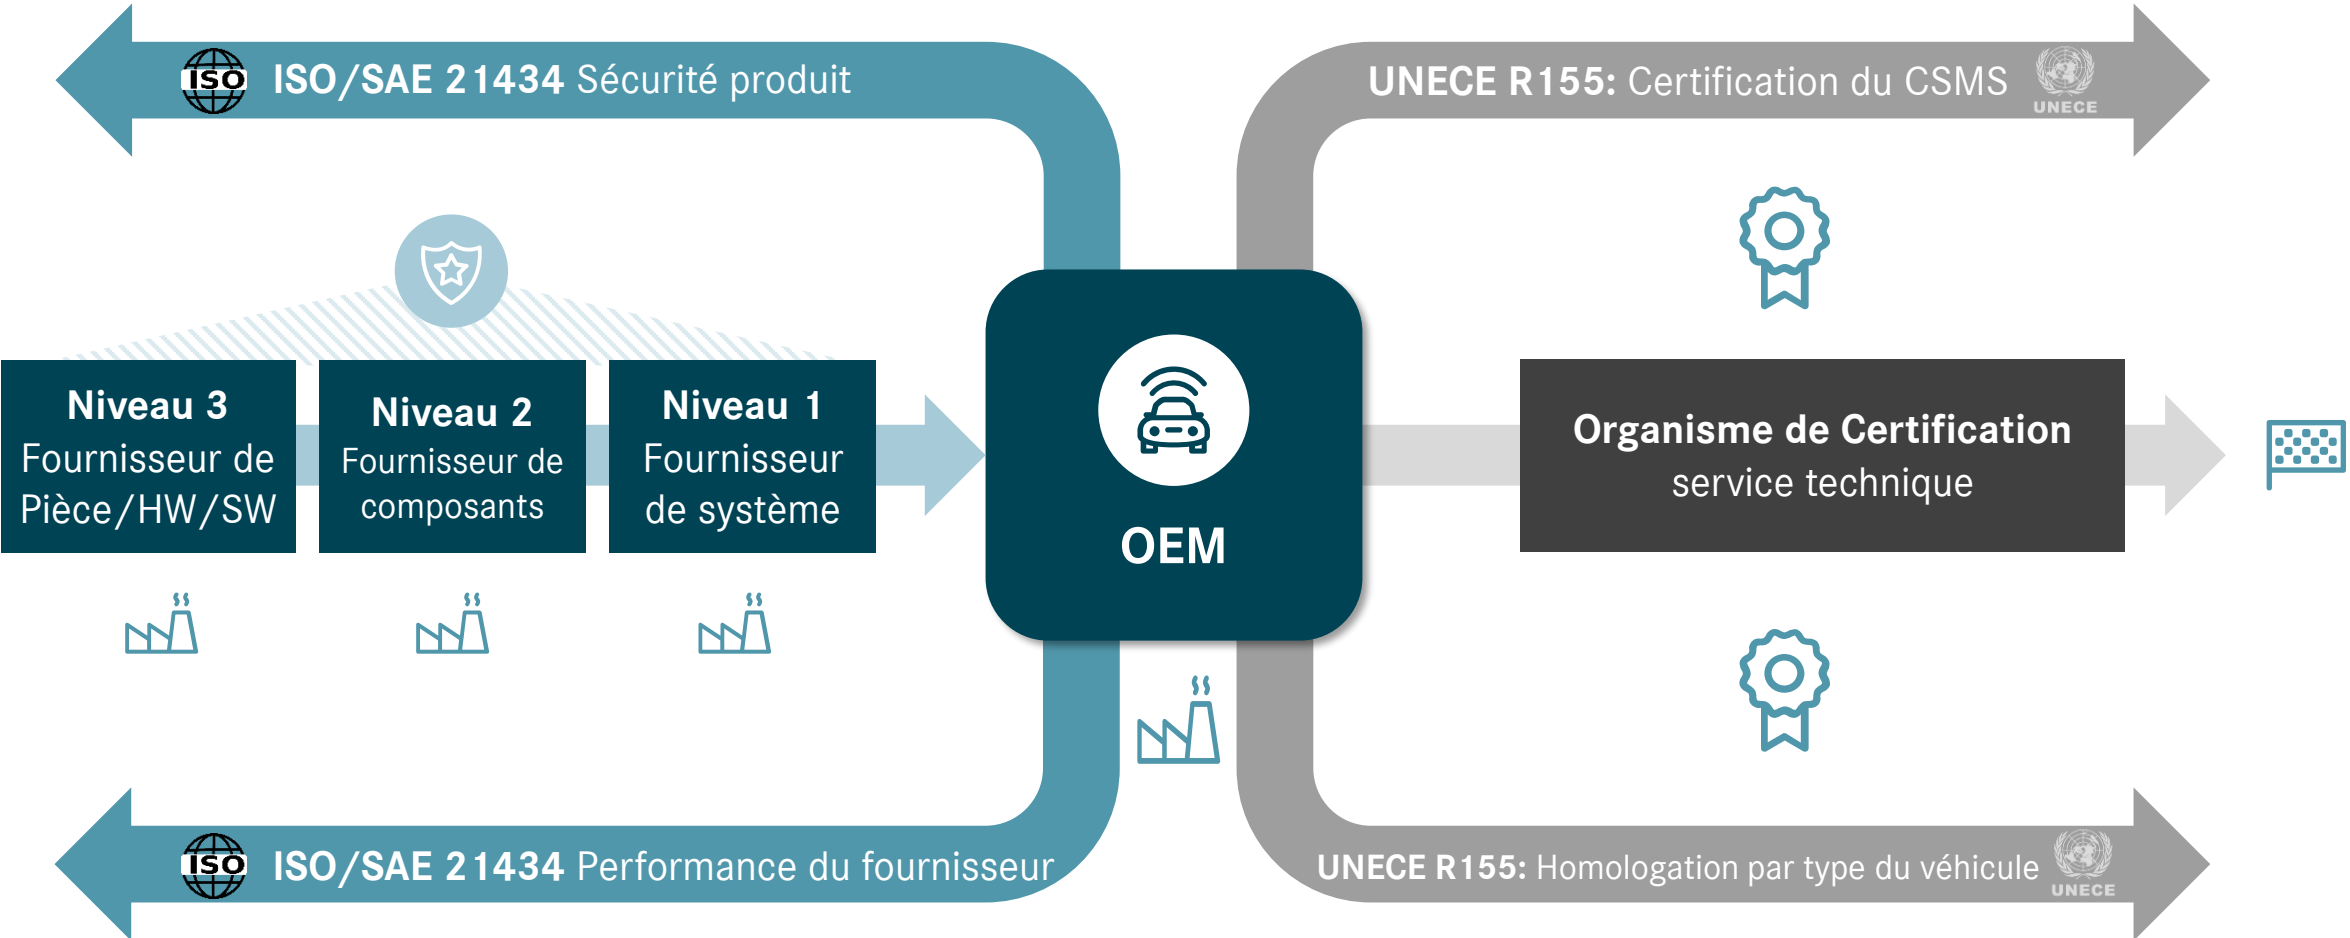 ISO ISO/SAE 21434 Sécurité produit
UNECE R155: Certification du CSMS
UNECE
Niveau 3
Fournisseur de
Pièce/HW/SW
Niveau 2
Fournisseur de
composants
Niveau 1
Fournisseur
de système
OEM
Organisme de Certification
service technique
ISO ISO/SAE 21434 Performance du fournisseur
UNECE R155: Homologation par type du véhicule
UNECE